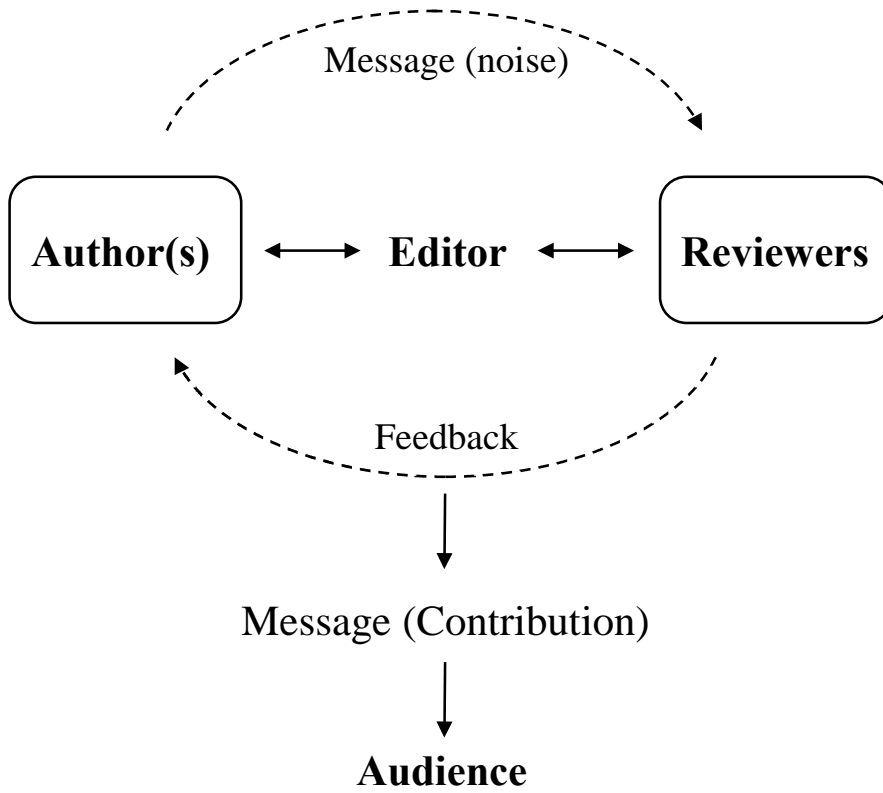 Message (noise)
Author(s)
Editor
Reviewers
Feedback
Message (Contribution)
Audience